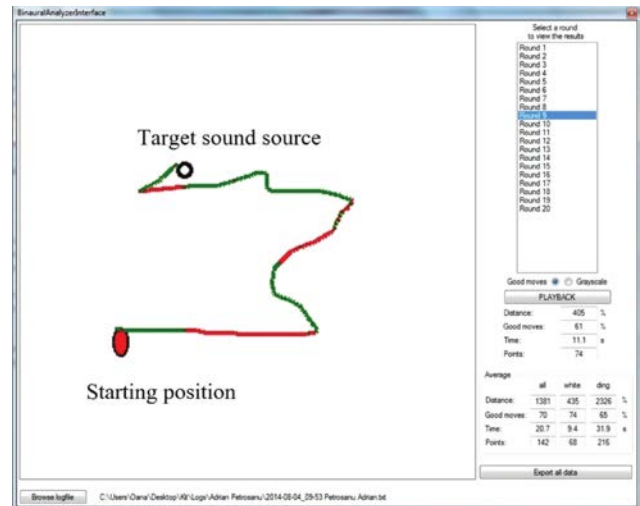 BinauralAnalyzerInterface
Target sound source
Starting position
Select a round
to view the results
Round 1
Round 2
Round 3
Round 4
Round 5
Round 6
Round 7
Round 8
Round 9
Round 10
Round 11
Round 12
Round 13
Round 14
Round 15
Round 16
Round 17
Round 18
Round 19
Round 20
Good moves Grayscale
PLAYBACK
Distance: 405 %
Good moves: 61 %
Time: 11.1 s
Points: 74
Average
all white ding
Distance: 1381 435 2326 %
Good moves: 70 74 65 %
Time: 20.7 9.4 31.9 s
Points: 142 68 216
Export all data
Browse logfile C:\Users\Oana\Desktop\Kit\Logs\Adrian Petrosanu\2014-08-04_09-53 Petrosanu Adrian.txt